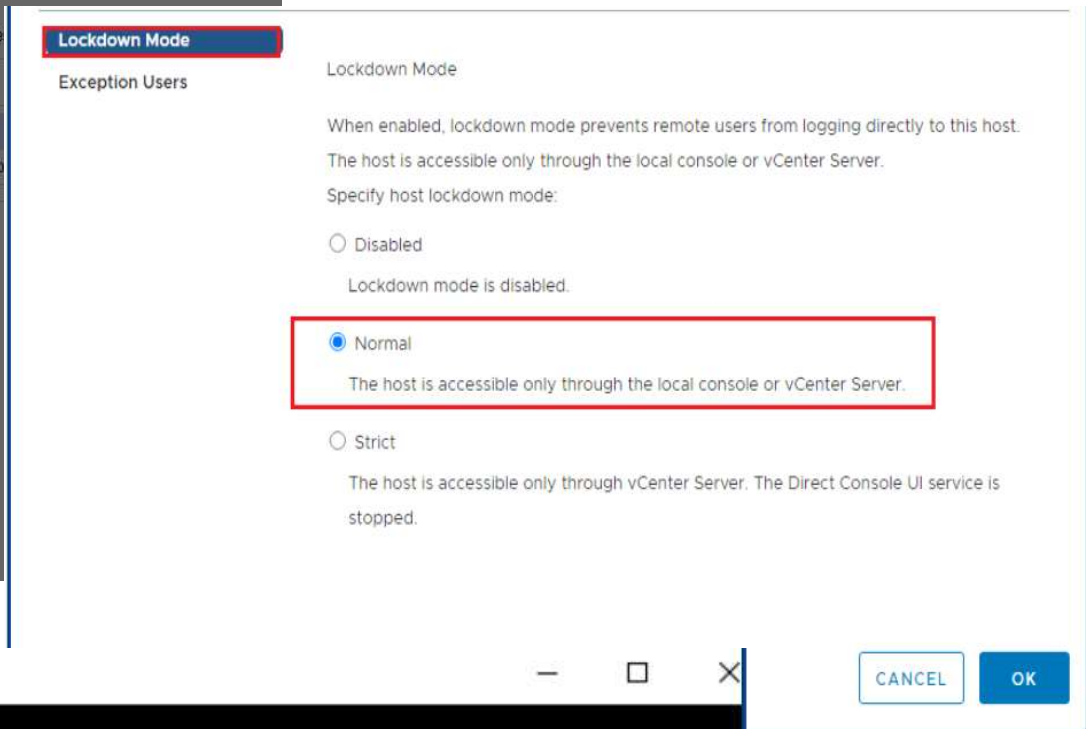 Lockdown Mode
Exception Users
Lockdown Mode
When enabled, lockdown mode prevents remote users from logging directly to this host.
The host is accessible only through the local console or vCenter Server.
Specify host lockdown mode:
Disabled
Lockdown mode is disabled.
Normal
The host is accessible only through the local console or vCenter Server.
Strict
The host is accessible only through vCenter Server. The Direct Console UI service is
stopped.
CANCEL
OK